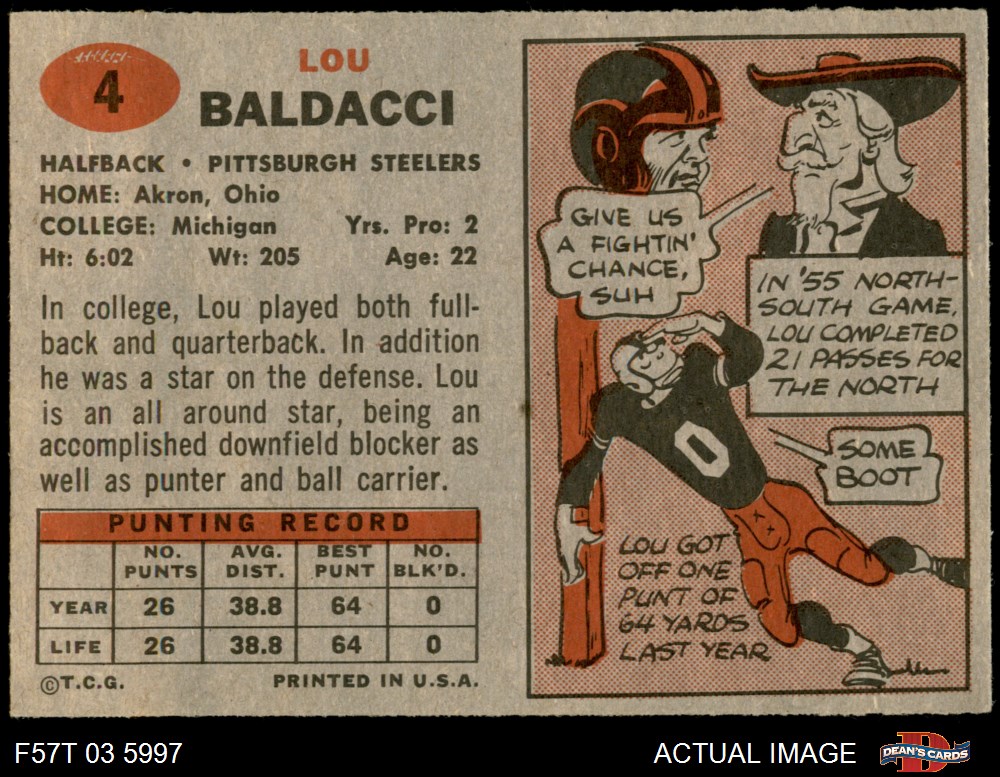 4
LOU
BALDACCI
HALFBACK • PITTSBURGH STEELERS
HOME: Akron, Ohio
COLLEGE: Michigan Yrs. Pro: 2
Ht: 6:02 Wt: 205 Age: 22
In college, Lou played both full-
back and quarterback. In addition
he was a star on the defense. Lou
is an all around star, being an
accomplished downfield blocker as
well as punter and ball carrier.
PUNTING RECORD
NO. PUNTS AVG. DIST. BEST PUNT NO. BLK'D.
YEAR 26 38.8 64 0
LIFE 26 38.8 64 0
©T.C.G. PRINTED IN U.S.A.
GIVE US
A FIGHTIN'
CHANCE,
SUH
IN '55 NORTH-
SOUTH GAME,
LOU COMPLETED
21 PASSES FOR
THE NORTH
SOME
BOOT
0
LOU GOT
OFF ONE
PUNT OF
64 YARDS
LAST YEAR
F57T 03 5997 ACTUAL IMAGE DEAN'S CARDS